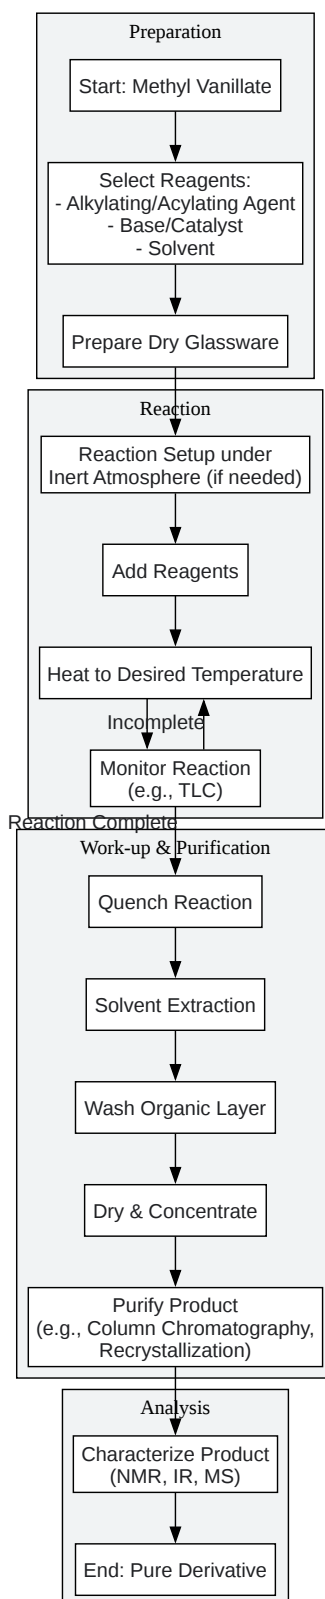 Preparation
Start: Methyl Vanillate
Select Reagents:
- Alkylating/Acylating Agent
- Base/Catalyst
- Solvent
Prepare Dry Glassware
Reaction
Reaction Setup under
Inert Atmosphere (if needed)
Add Reagents
Heat to Desired Temperature
Incomplete
Monitor Reaction
(e.g., TLC)
Reaction Complete
Work-up & Purification
Quench Reaction
Solvent Extraction
Wash Organic Layer
Dry & Concentrate
Purify Product
(e.g., Column Chromatography,
Recrystallization)
Analysis
Characterize Product
(NMR, IR, MS)
End: Pure Derivative